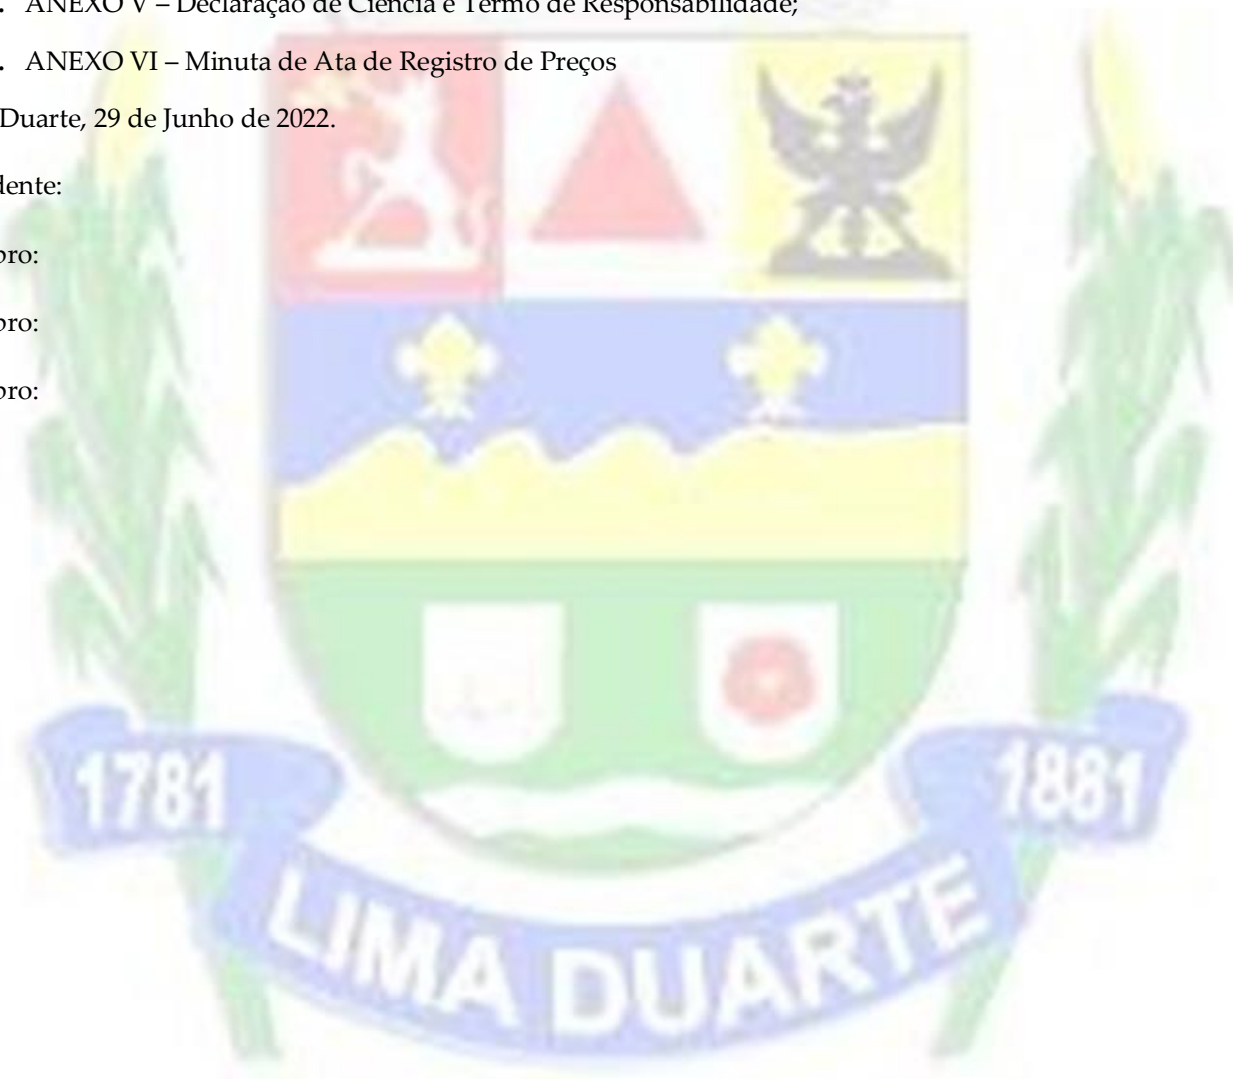 . ANEXO V – Declaração de Ciência e Termo de Responsabilidade;
. ANEXO VI – Minuta de Ata de Registro de Preços
Duarte, 29 de Junho de 2022.
dente:
bro:
bro:
bro:
1781
1881
LIMA DUARTE